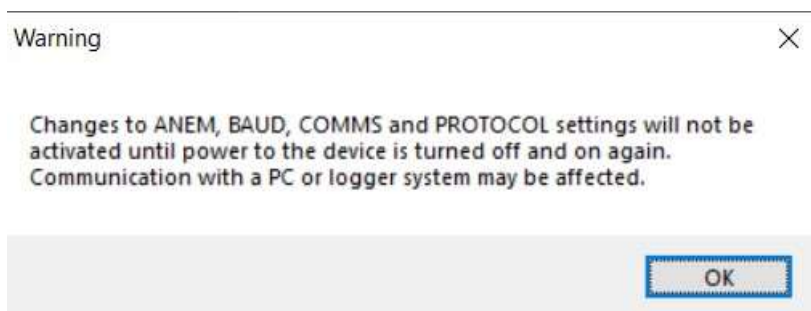 Warning
Changes to ANEM, BAUD, COMMS and PROTOCOL settings will not be
activated until power to the device is turned off and on again.
Communication with a PC or logger system may be affected.
OK